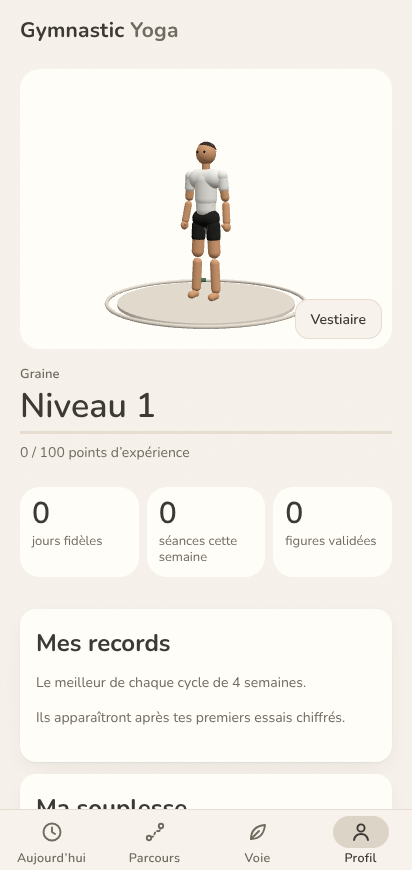 Gymnastic Yoga
Vestiaire
Graine
Niveau 1
0 / 100 points d’expérience
0
jours fidèles
0
séances cette
semaine
0
figures validées
Mes records
Le meilleur de chaque cycle de 4 semaines.
Ils apparaîtront après tes premiers essais chiffrés.
Ma souplesse
Aujourd’hui
Parcours
Voie
Profil